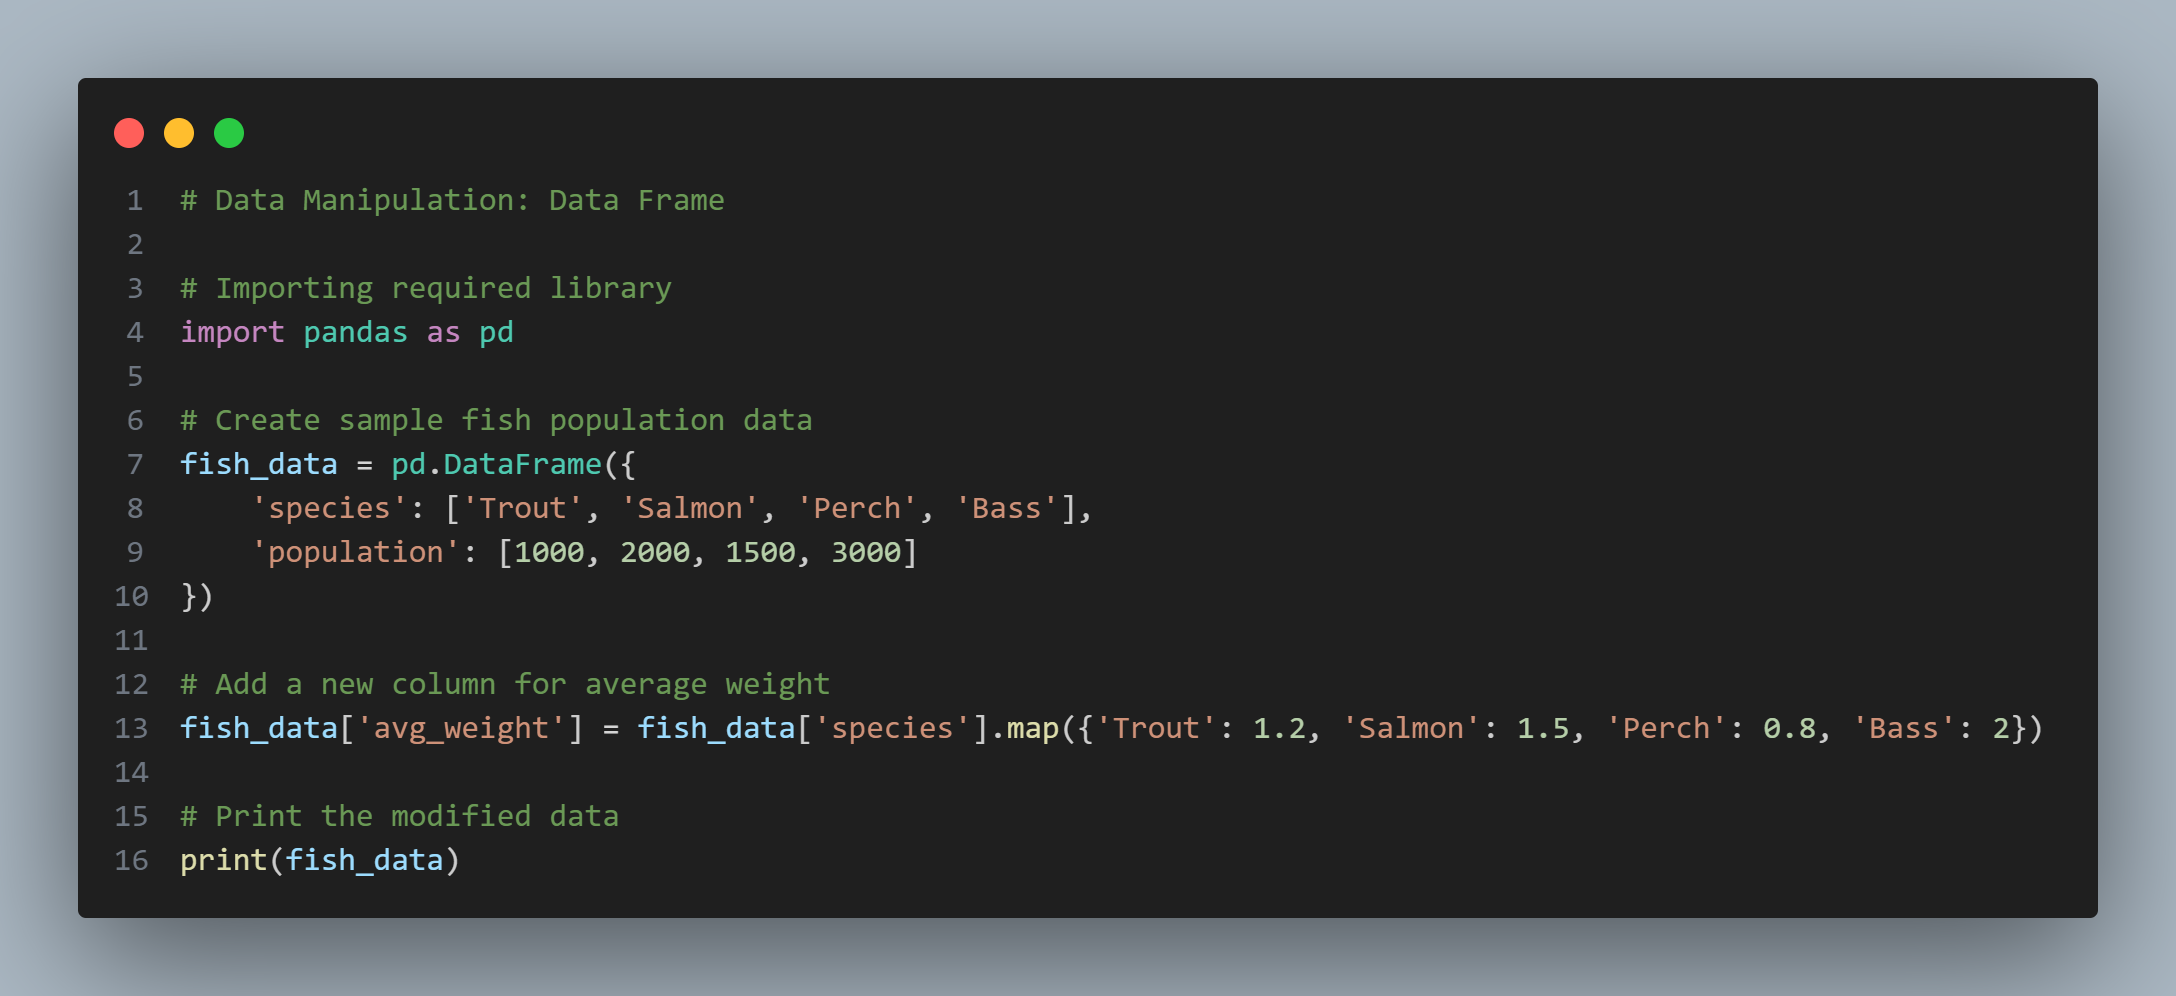 1 # Data Manipulation: Data Frame
2
3 # Importing required library
4 import pandas as pd
5
6 # Create sample fish population data
7 fish_data = pd.DataFrame({
8     'species': ['Trout', 'Salmon', 'Perch', 'Bass'],
9     'population': [1000, 2000, 1500, 3000]
10 })
11
12 # Add a new column for average weight
13 fish_data['avg_weight'] = fish_data['species'].map({'Trout': 1.2, 'Salmon': 1.5, 'Perch': 0.8, 'Bass': 2})
14
15 # Print the modified data
16 print(fish_data)